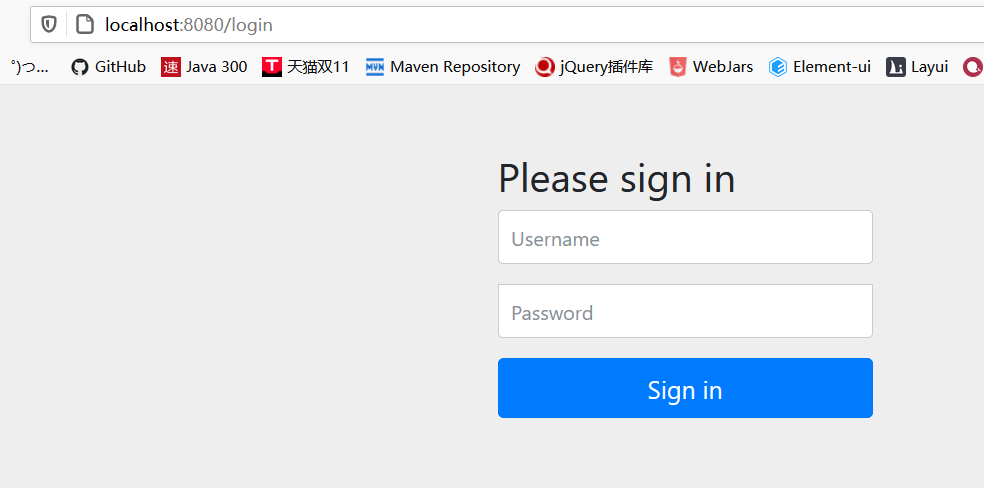 localhost:8080/login
°)つ... GitHub 速 Java 300 T 天猫双11 MVN Maven Repository jQuery插件库 WebJars Element-ui Layui
Please sign in
Username
Password
Sign in